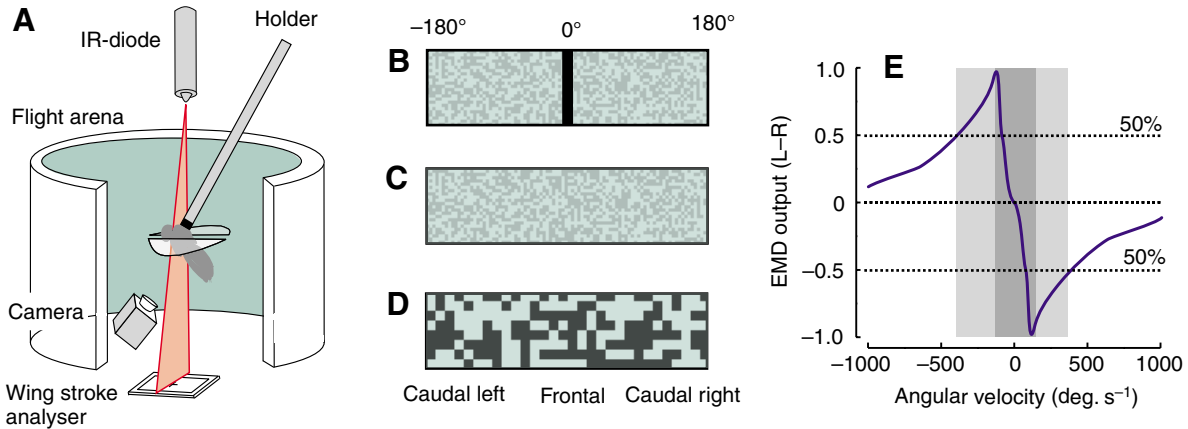 A
IR-diode
Holder
Flight arena
Camera
Wing stroke
analyser
–180°
0°
180°
B
C
D
Caudal left
Frontal
Caudal right
E
EMD output (L–R)
1.0
0.5
0
–0.5
–1.0
50%
50%
–1000
–500
0
500
1000
Angular velocity (deg. s⁻¹)